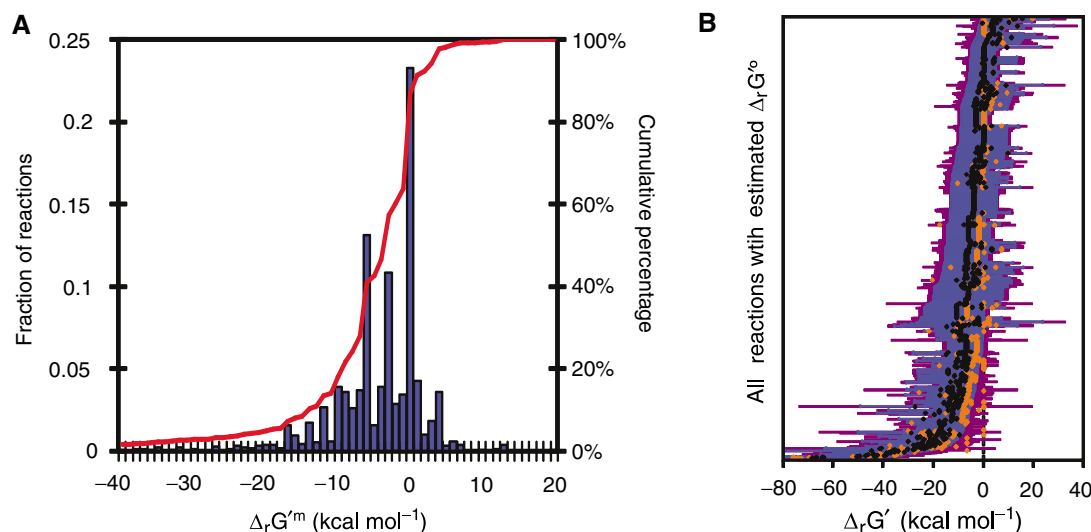 A
0.25
0.2
0.15
0.1
0.05
0
Fraction of reactions
100%
80%
60%
40%
20%
0%
Cumulative percentage
−40 −30 −20 −10 0 10 20
ΔrG′m (kcal mol−1)
B
All reactions wtih estimated ΔrG′o
−80 −60 −40 −20 0 20 40
ΔrG′ (kcal mol−1)